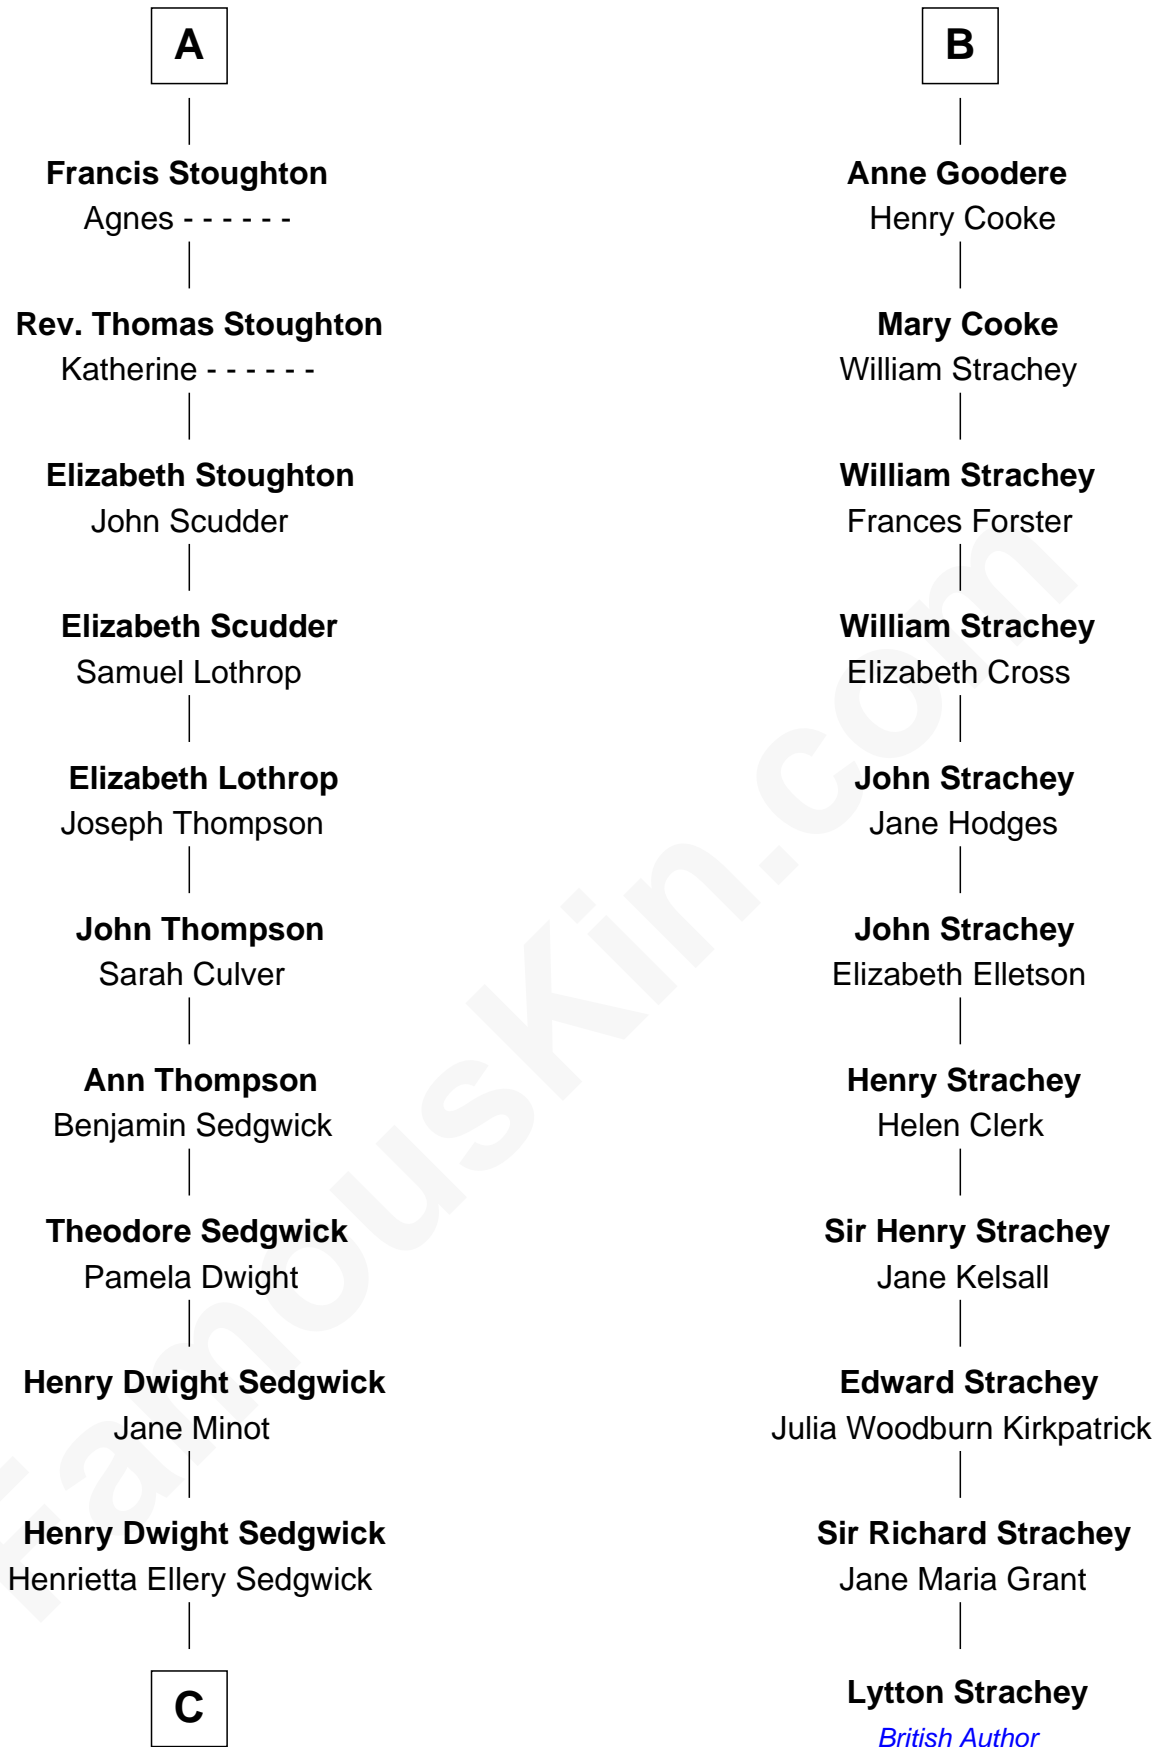 A
Francis Stoughton
Agnes - - - - - -
Rev. Thomas Stoughton
Katherine - - - - - -
Elizabeth Stoughton
John Scudder
Elizabeth Scudder
Samuel Lothrop
Elizabeth Lothrop
Joseph Thompson
John Thompson
Sarah Culver
Ann Thompson
Benjamin Sedgwick
Theodore Sedgwick
Pamela Dwight
Henry Dwight Sedgwick
Jane Minot
Henry Dwight Sedgwick
Henrietta Ellery Sedgwick
C
B
Anne Goodere
Henry Cooke
Mary Cooke
William Strachey
William Strachey
Frances Forster
William Strachey
Elizabeth Cross
John Strachey
Jane Hodges
John Strachey
Elizabeth Elletson
Henry Strachey
Helen Clerk
Sir Henry Strachey
Jane Kelsall
Edward Strachey
Julia Woodburn Kirkpatrick
Sir Richard Strachey
Jane Maria Grant
Lytton Strachey
British Author
FamousKin.com